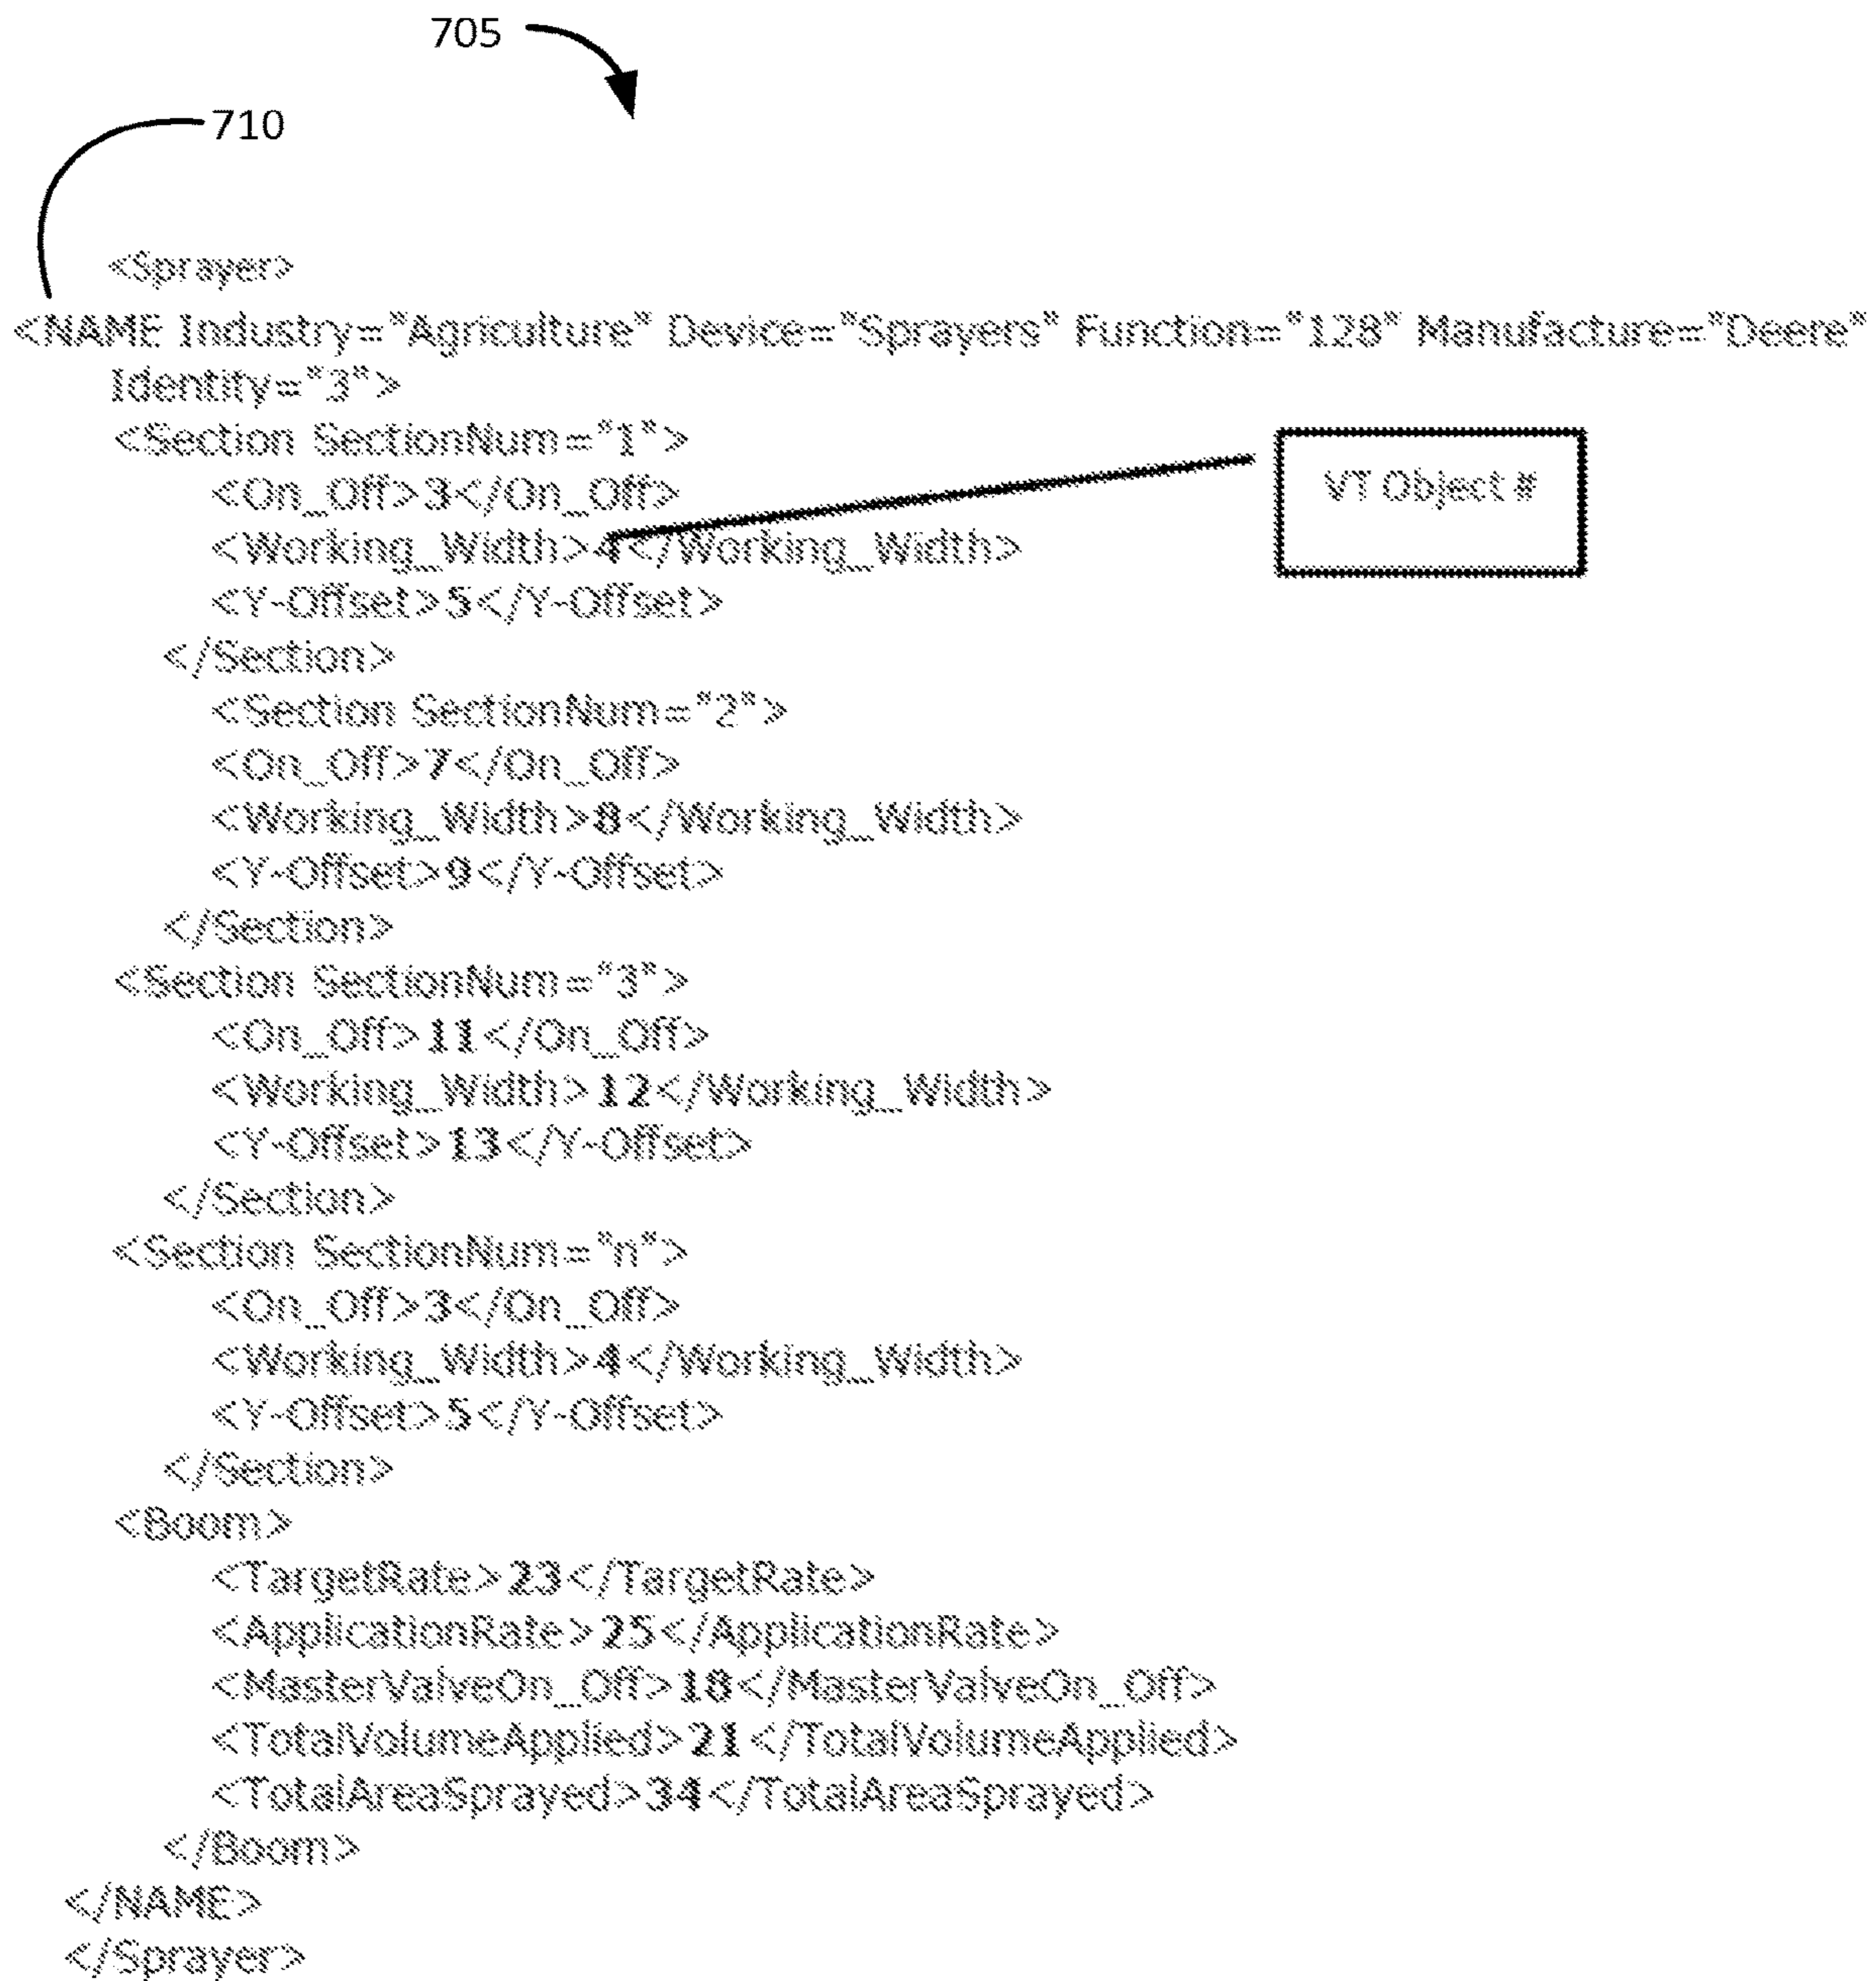 705
710
<Sprayer>
<NAME Industry="Agriculture" Device="Sprayers" Function="128" Manufacture="Deere"
Identity="3">
<Section SectionNum="1">
<On_Off>3</On_Off>
<Working_Width>4</Working_Width>
VT Object #
<Y-Offset>5</Y-Offset>
</Section>
<Section SectionNum="2">
<On_Off>7</On_Off>
<Working_Width>8</Working_Width>
<Y-Offset>9</Y-Offset>
</Section>
<Section SectionNum="3">
<On_Off>11</On_Off>
<Working_Width>12</Working_Width>
<Y-Offset>13</Y-Offset>
</Section>
<Section SectionNum="n">
<On_Off>3</On_Off>
<Working_Width>4</Working_Width>
<Y-Offset>5</Y-Offset>
</Section>
<Boom>
<TargetRate>23</TargetRate>
<ApplicationRate>25</ApplicationRate>
<MasterValveOn_Off>18</MasterValveOn_Off>
<TotalVolumeApplied>21</TotalVolumeApplied>
<TotalAreaSprayed>34</TotalAreaSprayed>
</Boom>
</NAME>
</Sprayer>